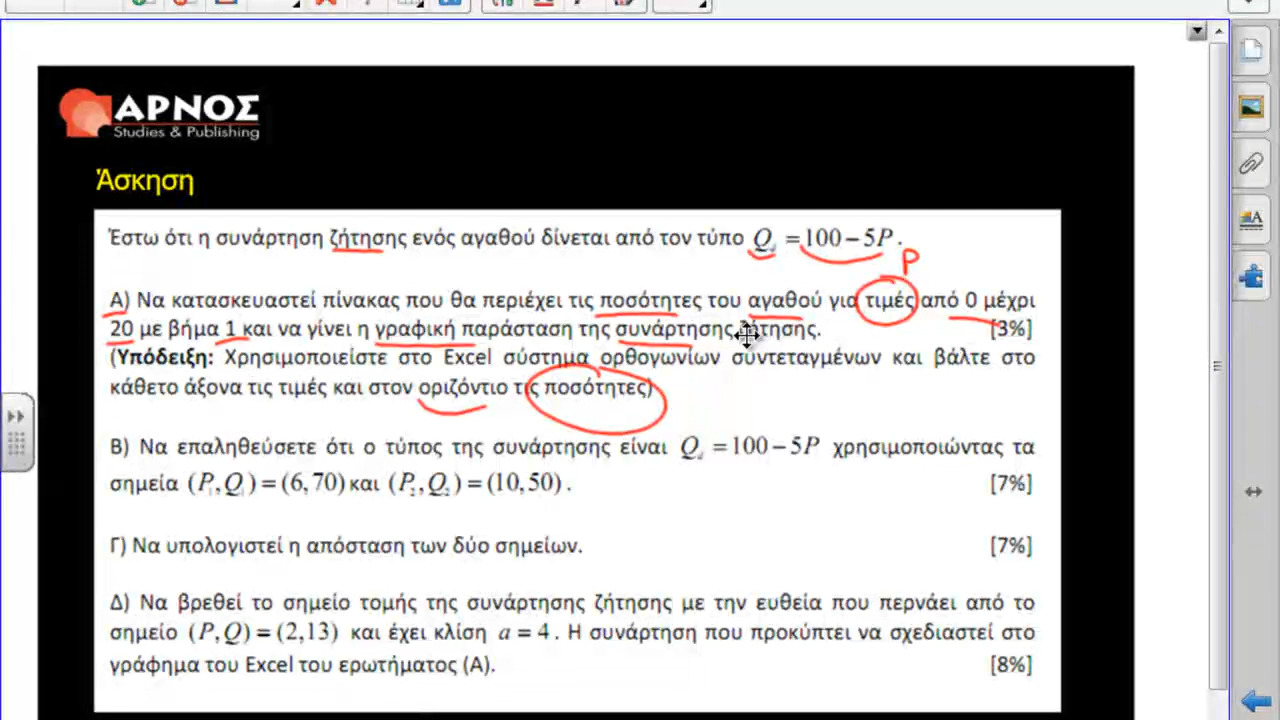 ΑΡΝΟΣ
Studies & Publishing
Άσκηση
Έστω ότι η συνάρτηση ζήτησης ενός αγαθού δίνεται από τον τύπο Q_d = 100 − 5P .
P
Α) Να κατασκευαστεί πίνακας που θα περιέχει τις ποσότητες του αγαθού για τιμές από 0 μέχρι
20 με βήμα 1 και να γίνει η γραφική παράσταση της συνάρτησης ζήτησης. [3%]
(Υπόδειξη: Χρησιμοποιείστε στο Excel σύστημα ορθογωνίων συντεταγμένων και βάλτε στο
κάθετο άξονα τις τιμές και στον οριζόντιο τις ποσότητες)
Β) Να επαληθεύσετε ότι ο τύπος της συνάρτησης είναι Q_d = 100 − 5P χρησιμοποιώντας τα
σημεία (P₁,Q₁) = (6,70) και (P₂,Q₂) = (10,50) . [7%]
Γ) Να υπολογιστεί η απόσταση των δύο σημείων. [7%]
Δ) Να βρεθεί το σημείο τομής της συνάρτησης ζήτησης με την ευθεία που περνάει από το
σημείο (P,Q) = (2,13) και έχει κλίση a = 4 . Η συνάρτηση που προκύπτει να σχεδιαστεί στο
γράφημα του Excel του ερωτήματος (Α). [8%]